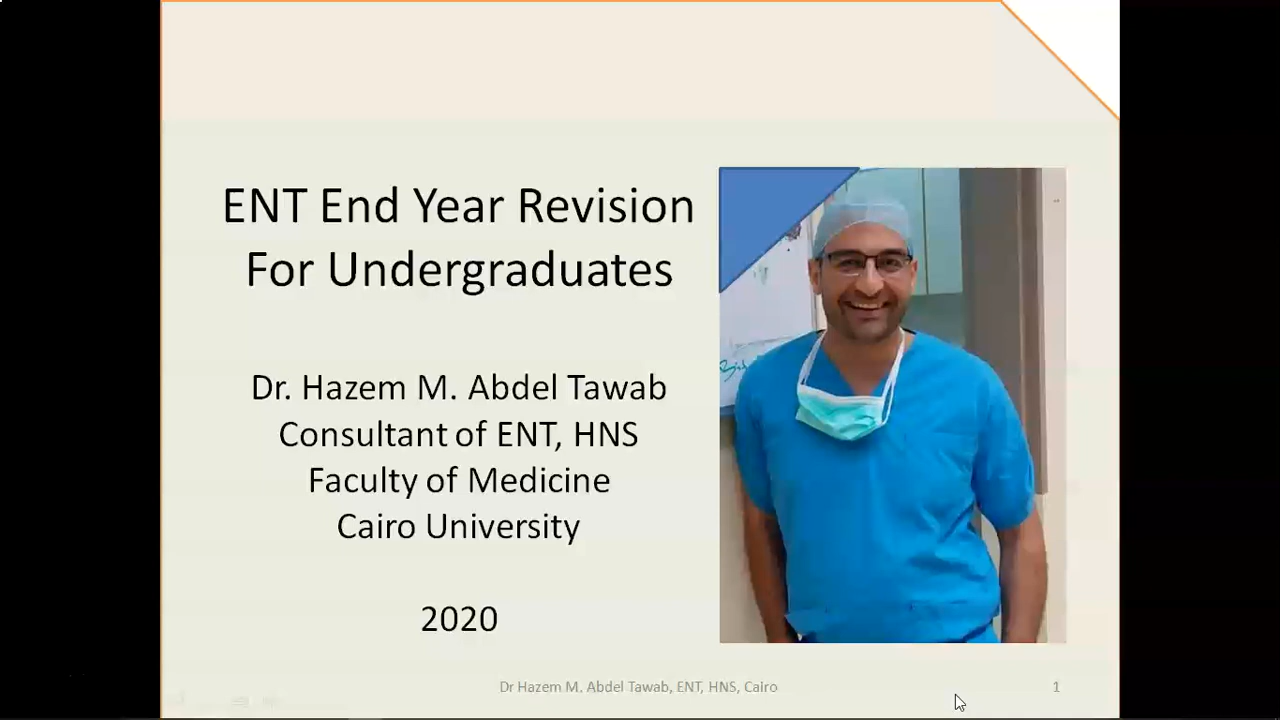 ENT End Year Revision
For Undergraduates
Dr. Hazem M. Abdel Tawab
Consultant of ENT, HNS
Faculty of Medicine
Cairo University
2020
Dr Hazem M. Abdel Tawab, ENT, HNS, Cairo
1